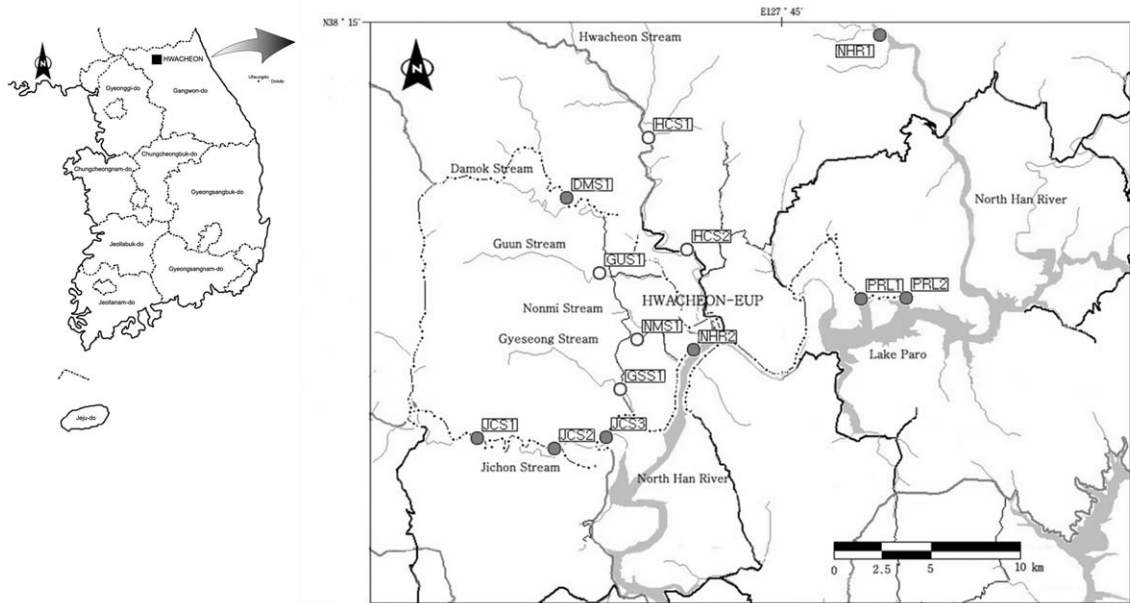 HWACHEON
Ulleungdo
Dokdo
Gyeonggi-do
Gangwon-do
Chungcheongbuk-do
Chungcheongnam-do
Gyeongsangbuk-do
Jeollabuk-do
Gyeongsangnam-do
Jeollanam-do
Jeju-do
N38°15'
E127°45'
Hwacheon Stream
NHR1
HCS1
Damok Stream
DMS1
North Han River
Guun Stream
HCS2
GUS1
PRL1
PRL2
HWACHEON-EUP
Nonmi Stream
Gyeseong Stream
NMS1
NHR2
Lake Paro
GSS1
JCS1
JCS2
JCS3
Jichon Stream
North Han River
0 2.5 5 10 km